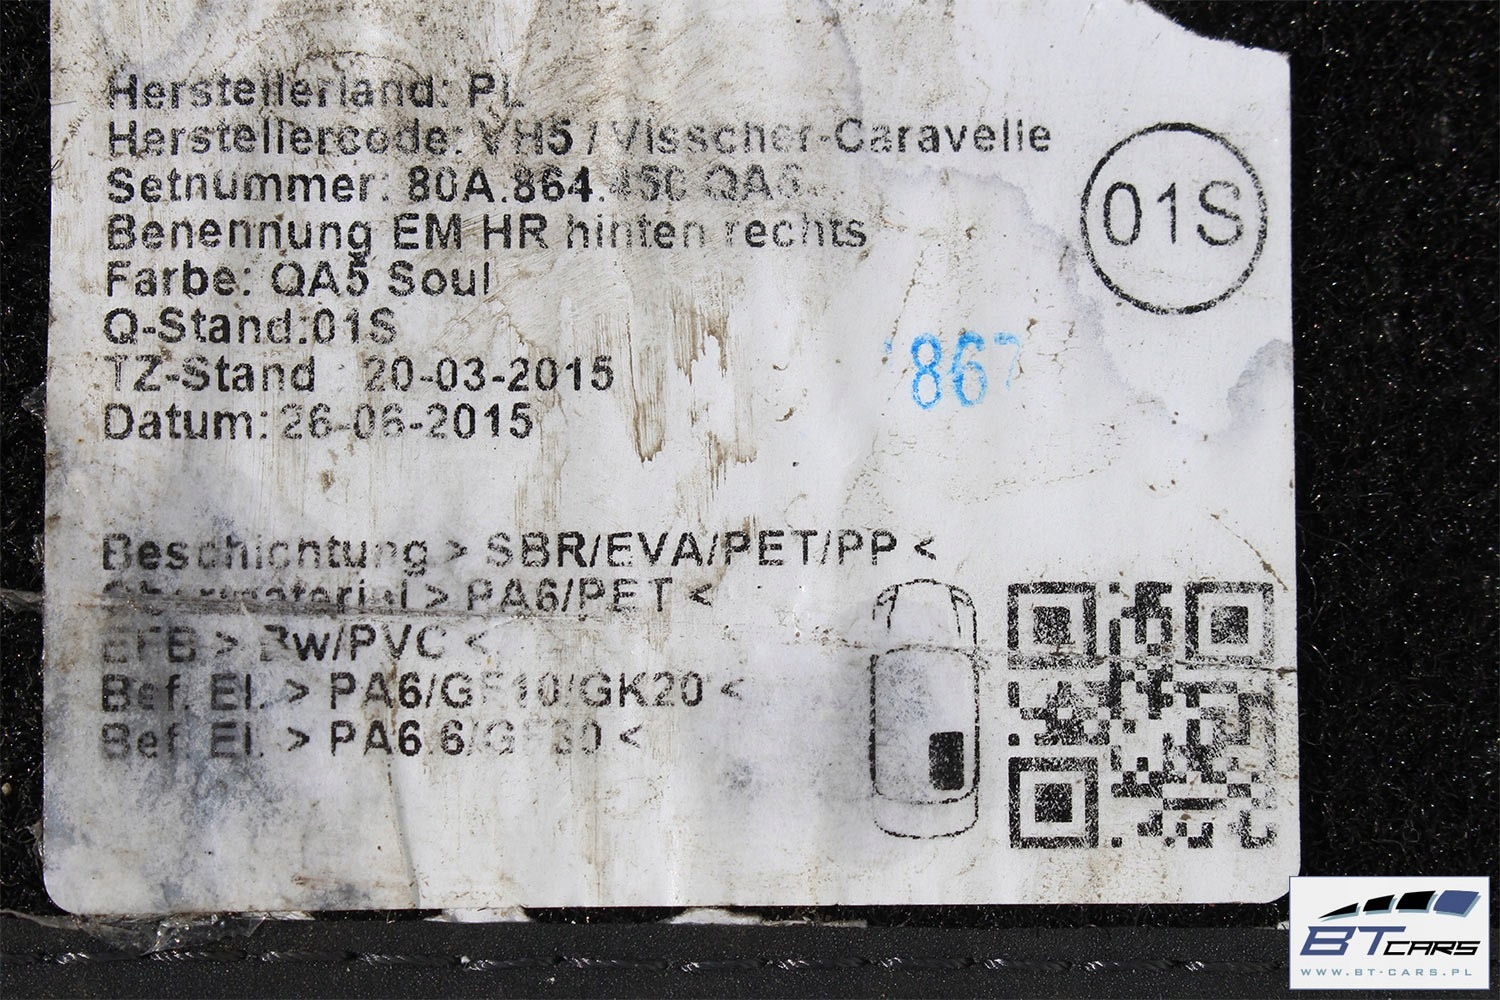 Herstellerland: PL
Herstellercode: VH5 / Visscher-Caravelle
Setnummer: 80A.864.450
Benennung EM HR hinten rechts
Farbe: QA5 Soul
Q-Stand:01S
TZ-Stand 20-03-2015
Datum: 26-06-2015
01S
867
Beschichtung > SBR/EVA/PET/PP <
Obermaterial > PA6/PET <
EFB > Bw/PVC <
Bef. El. > PA6/GF10/GK20 <
Bef. El. > PA6.6/GF30 <
BT CARS
WWW.BT-CARS.PL